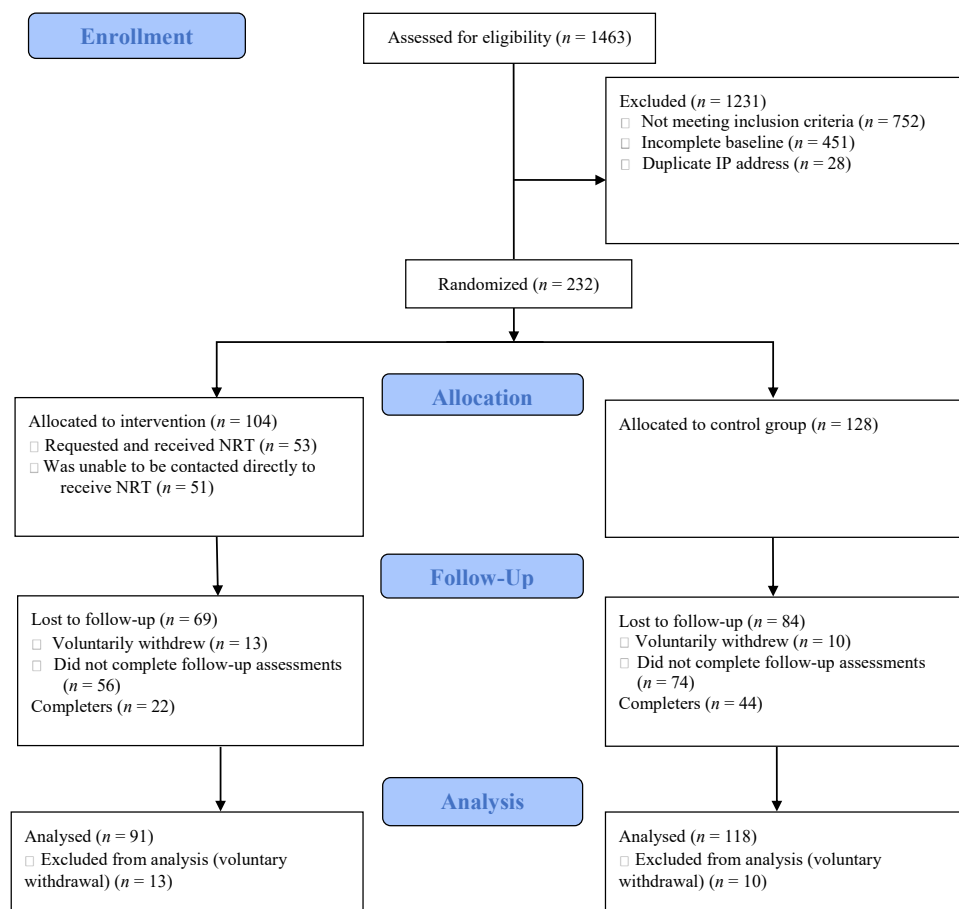 Enrollment
Assessed for eligibility (n = 1463)
Excluded (n = 1231)
Not meeting inclusion criteria (n = 752)
Incomplete baseline (n = 451)
Duplicate IP address (n = 28)
Randomized (n = 232)
Allocation
Allocated to intervention (n = 104)
Requested and received NRT (n = 53)
Was unable to be contacted directly to
receive NRT (n = 51)
Allocated to control group (n = 128)
Follow-Up
Lost to follow-up (n = 69)
Voluntarily withdrew (n = 13)
Did not complete follow-up assessments
(n = 56)
Completers (n = 22)
Lost to follow-up (n = 84)
Voluntarily withdrew (n = 10)
Did not complete follow-up assessments
(n = 74)
Completers (n = 44)
Analysis
Analysed (n = 91)
Excluded from analysis (voluntary
withdrawal) (n = 13)
Analysed (n = 118)
Excluded from analysis (voluntary
withdrawal) (n = 10)